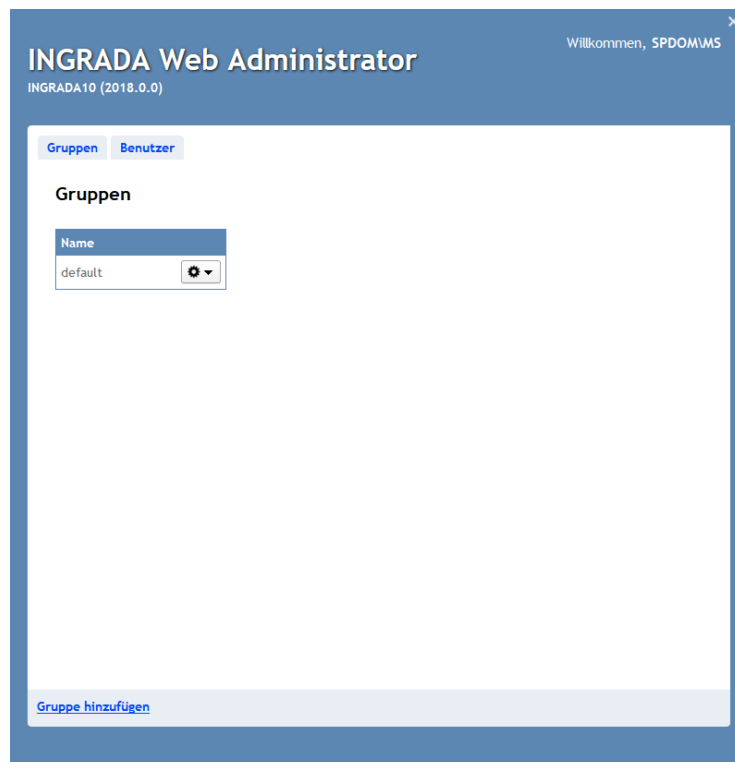 Willkommen, SPDOM\MS
INGRADA Web Administrator
INGRADA10 (2018.0.0)
Gruppen Benutzer
Gruppen
Name
default
Gruppe hinzufügen